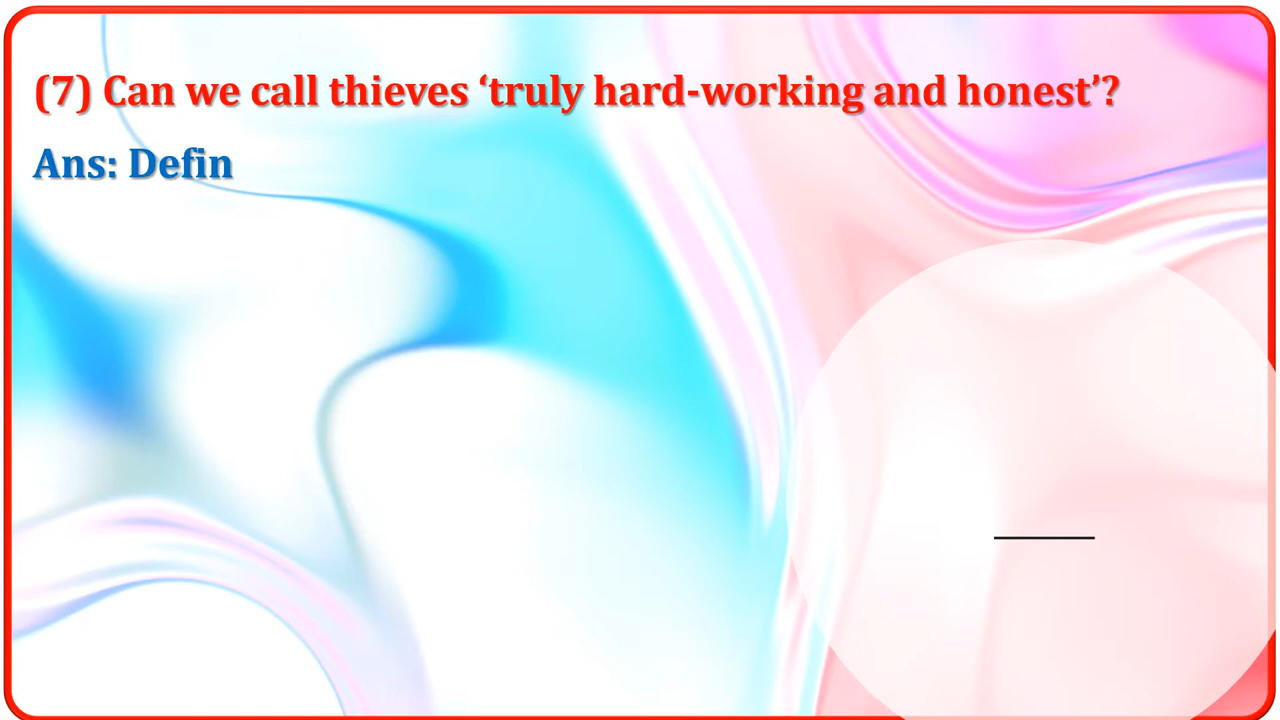 (7) Can we call thieves ‘truly hard-working and honest’?
Ans: Defin